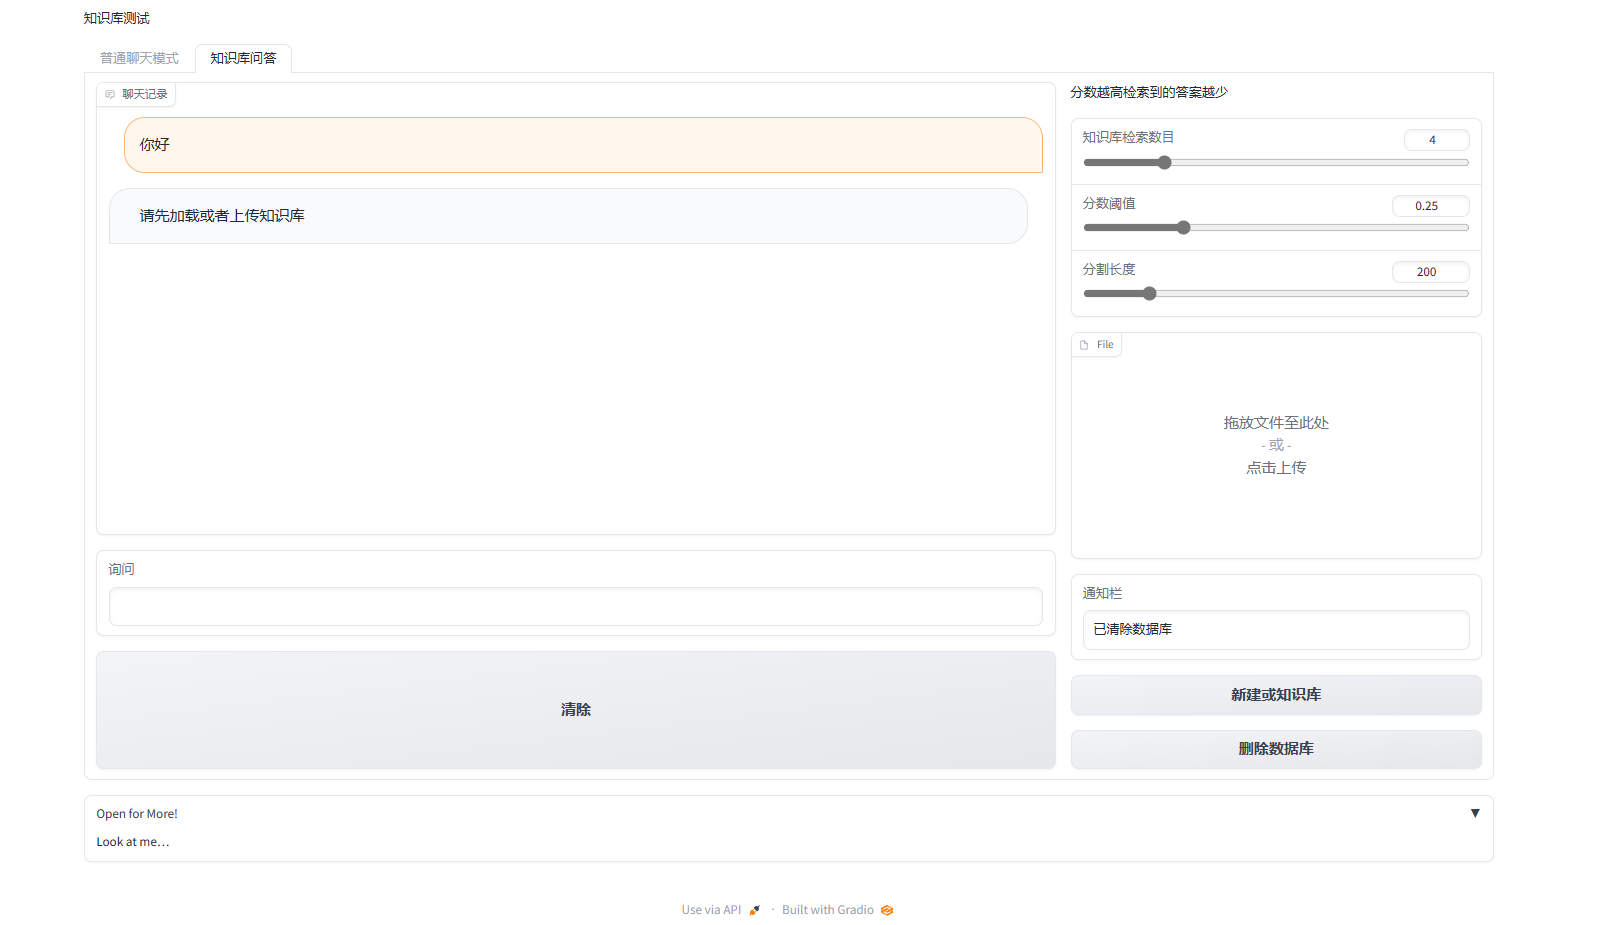 知识库测试
普通聊天模式
知识库问答
聊天记录
你好
请先加载或者上传知识库
询问
清除
分数越高检索到的答案越少
知识库检索数目
4
分数阈值
0.25
分割长度
200
File
拖放文件至此处
- 或 -
点击上传
通知栏
已清除数据库
新建或知识库
删除数据库
Open for More!
▼
Look at me...
Use via API · Built with Gradio